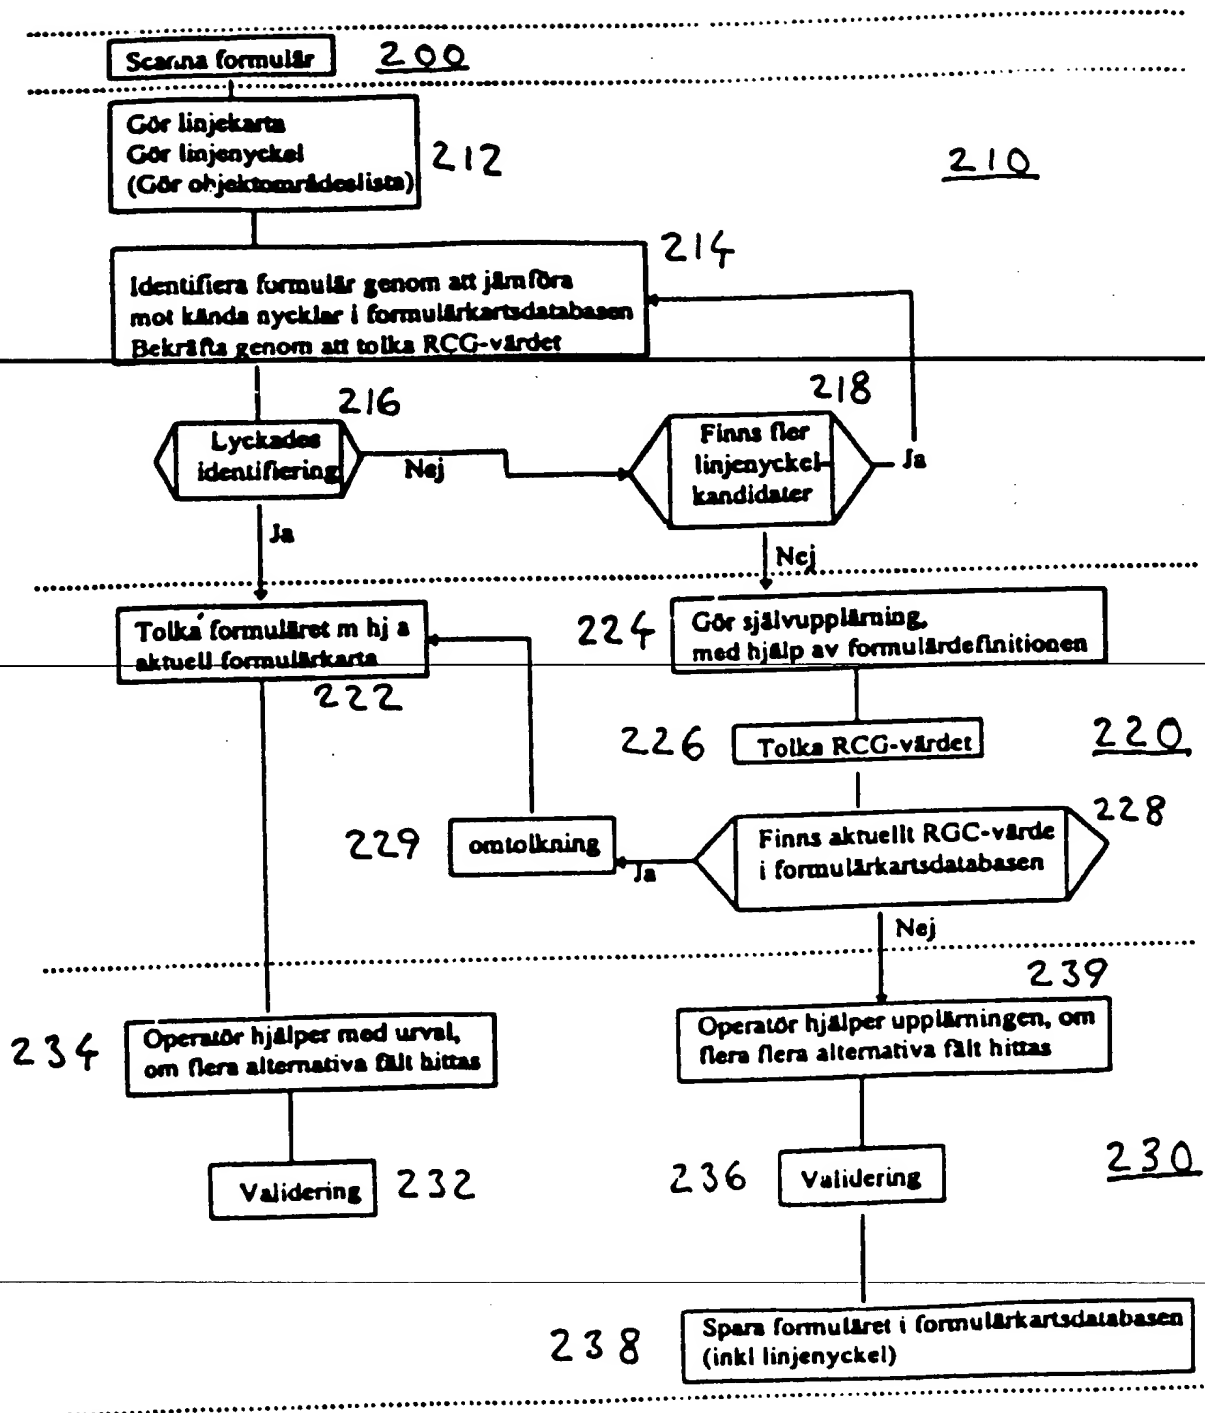 Scanna formulär 200
Gör linjekarta
Gör linjenyckel
(Gör objektområdeslista)
212
210
214
Identifiera formulär genom att jämföra
mot kända nycklar i formulärkartsdatabasen
Bekräfta genom att tolka RCG-värdet
216
218
Lyckades
identifiering
Nej
Finns fler
linjenyckel-
kandidater
Ja
Ja
Nej
Tolka formuläret m hj a
aktuell formulärkarta
222
224
Gör självupplärning,
med hjälp av formulärdefinitionen
226
Tolka RCG-värdet
220
228
229
omtolkning
Ja
Finns aktuellt RGC-värde
i formulärkartsdatabasen
Nej
239
234
Operatör hjälper med urval,
om flera alternativa fält hittas
Operatör hjälper upplärningen, om
flera flera alternativa fält hittas
230
Validering
232
236
Validering
238
Spara formuläret i formulärkartsdatabasen
(inkl linjenyckel)